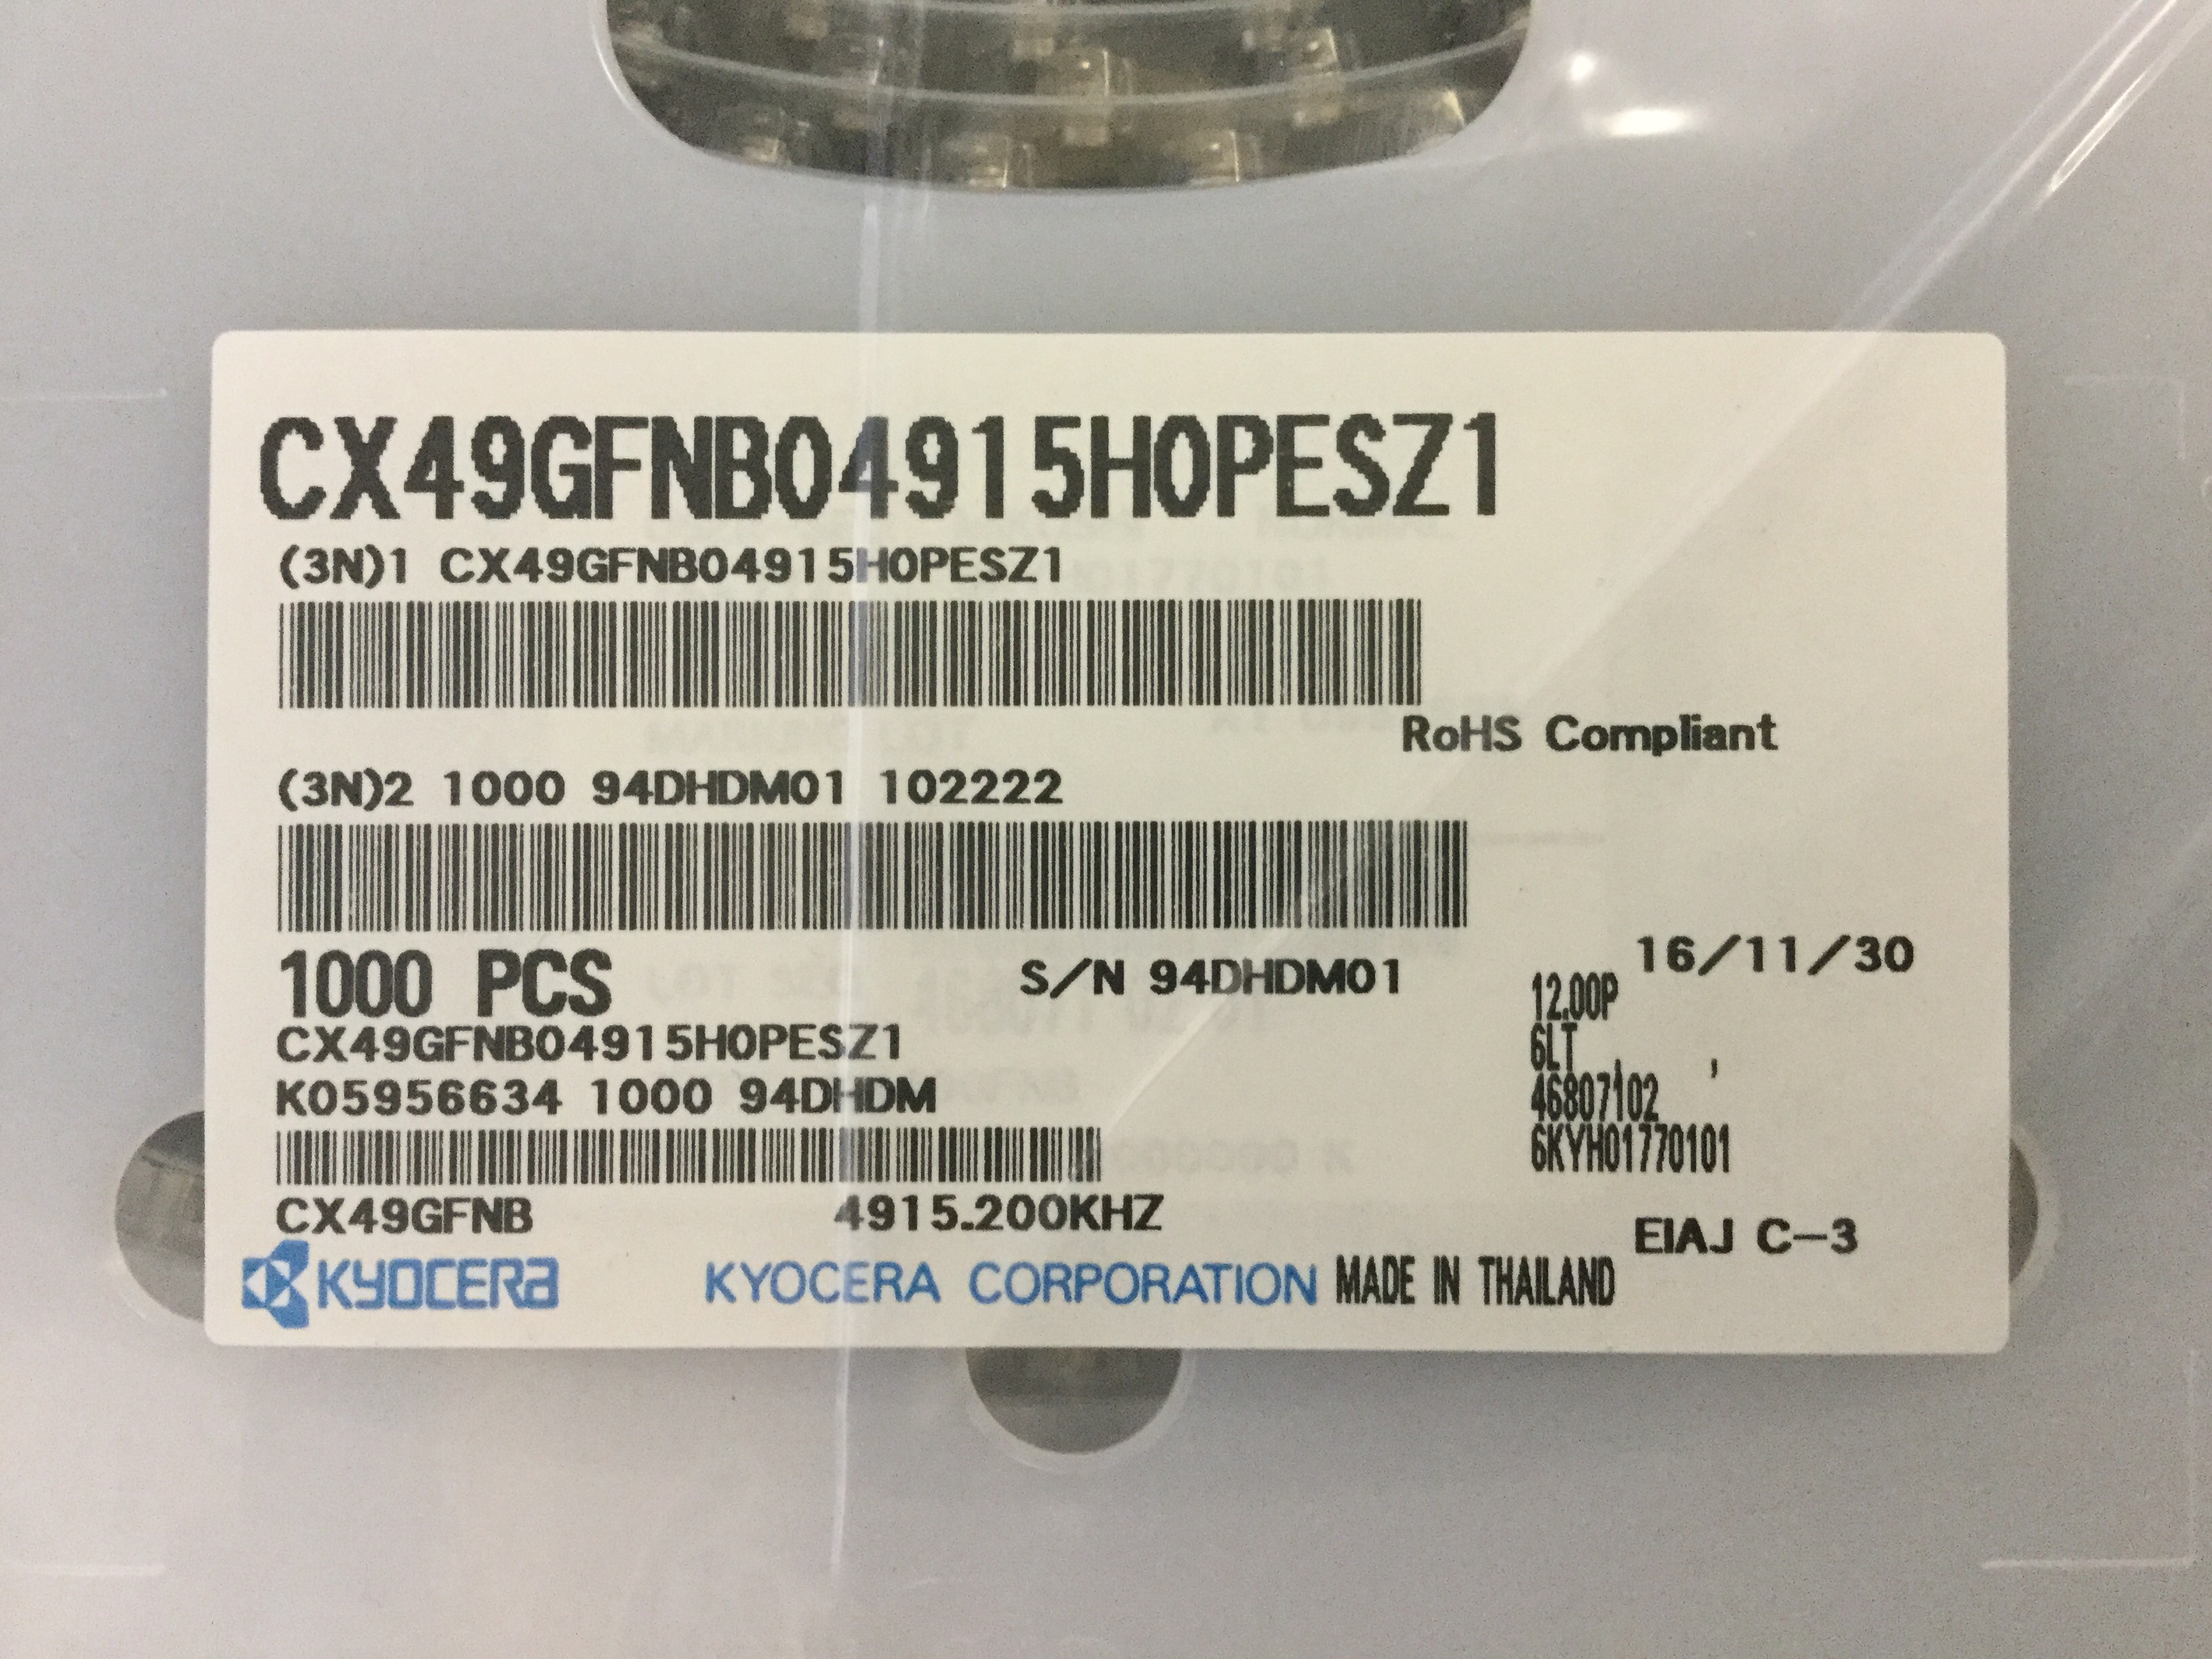 CX49GFNB04915H0PESZ1
(3N)1 CX49GFNB04915H0PESZ1
RoHS Compliant
(3N)2 1000 94DHDM01 102222
1000 PCS S/N 94DHDM01 16/11/30
12.00P
6LT , ,
CX49GFNB04915H0PESZ1
K05956634 1000 94DHDM 46807102
6KYH01770101
CX49GFNB 4915.200KHZ
EIAJ C-3
KYOCERA KYOCERA CORPORATION MADE IN THAILAND